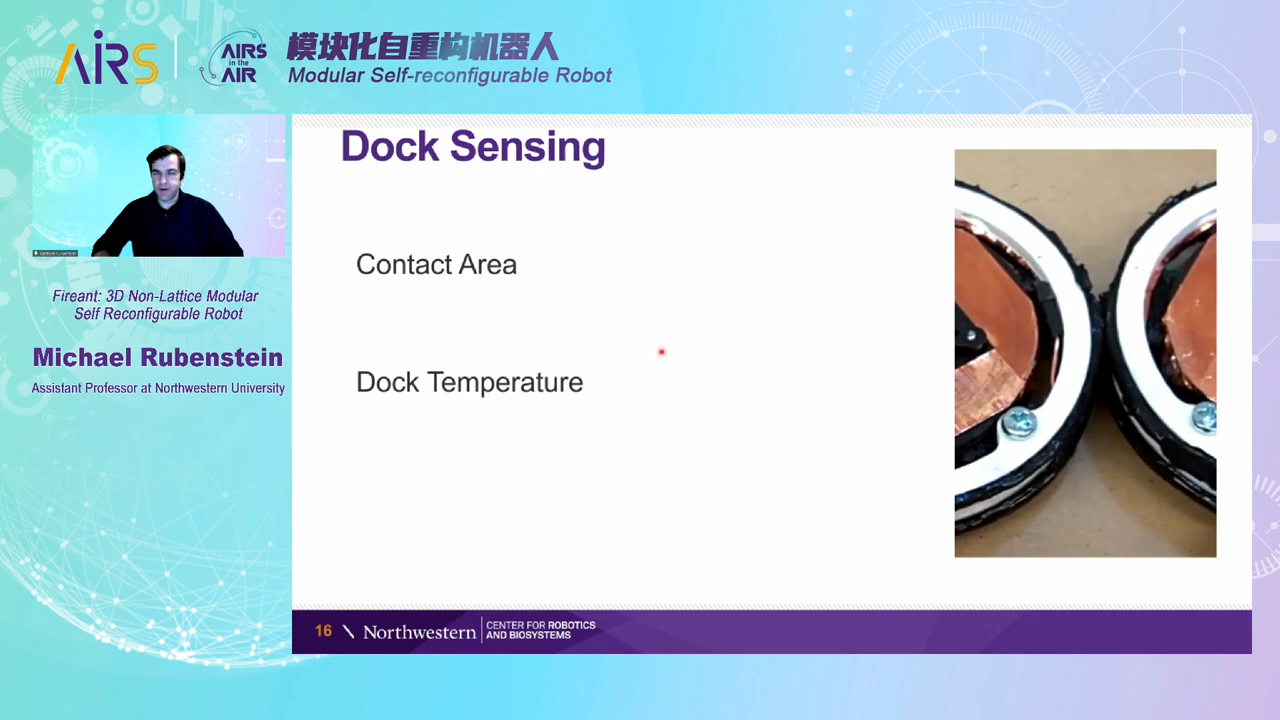 AIRS
AIRS
in the
AIR
模块化自重构机器人
Modular Self-reconfigurable Robot
Fireant: 3D Non-Lattice Modular
Self Reconfigurable Robot
Michael Rubenstein
Assistant Professor at Northwestern University
Dock Sensing
Contact Area
Dock Temperature
16
Northwestern
CENTER FOR ROBOTICS
AND BIOSYSTEMS